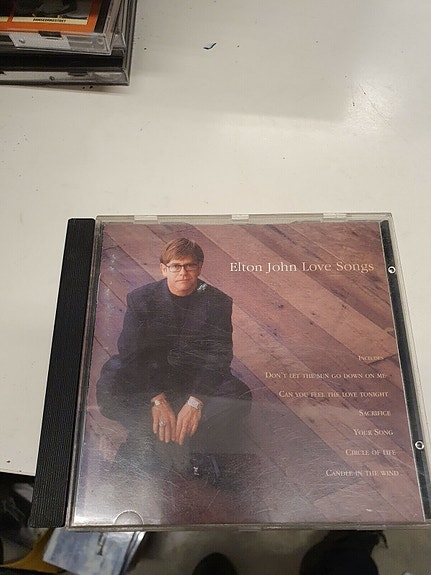 Elton John Love Songs
Includes
Don't let the sun go down on me
Can you feel the love tonight
Sacrifice
Your Song
Circle of life
Candle in the wind